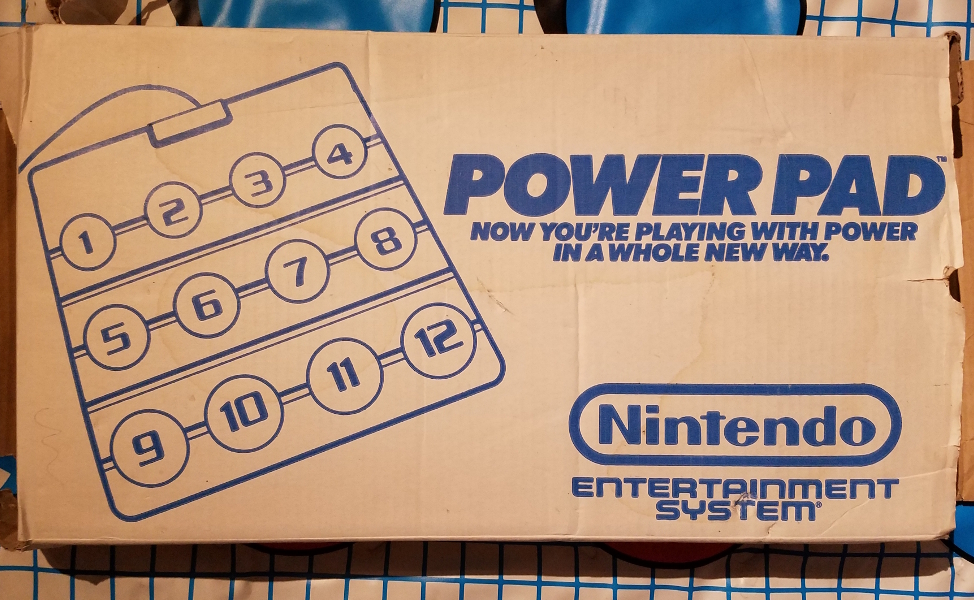 1 2 3 4
5 6 7 8
9 10 11 12
POWER PAD™
NOW YOU'RE PLAYING WITH POWER
IN A WHOLE NEW WAY.
Nintendo
ENTERTAINMENT
SYSTEM®